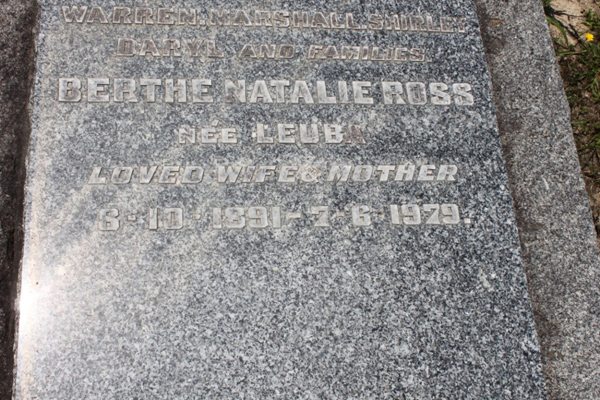 WARREN. MARSHALL. SHIRLEY
DARYL AND FAMILIES
BERTHE NATALIE ROSS
NÉE LEUBA
LOVED WIFE & MOTHER
6-10-1891-7-6-1979.